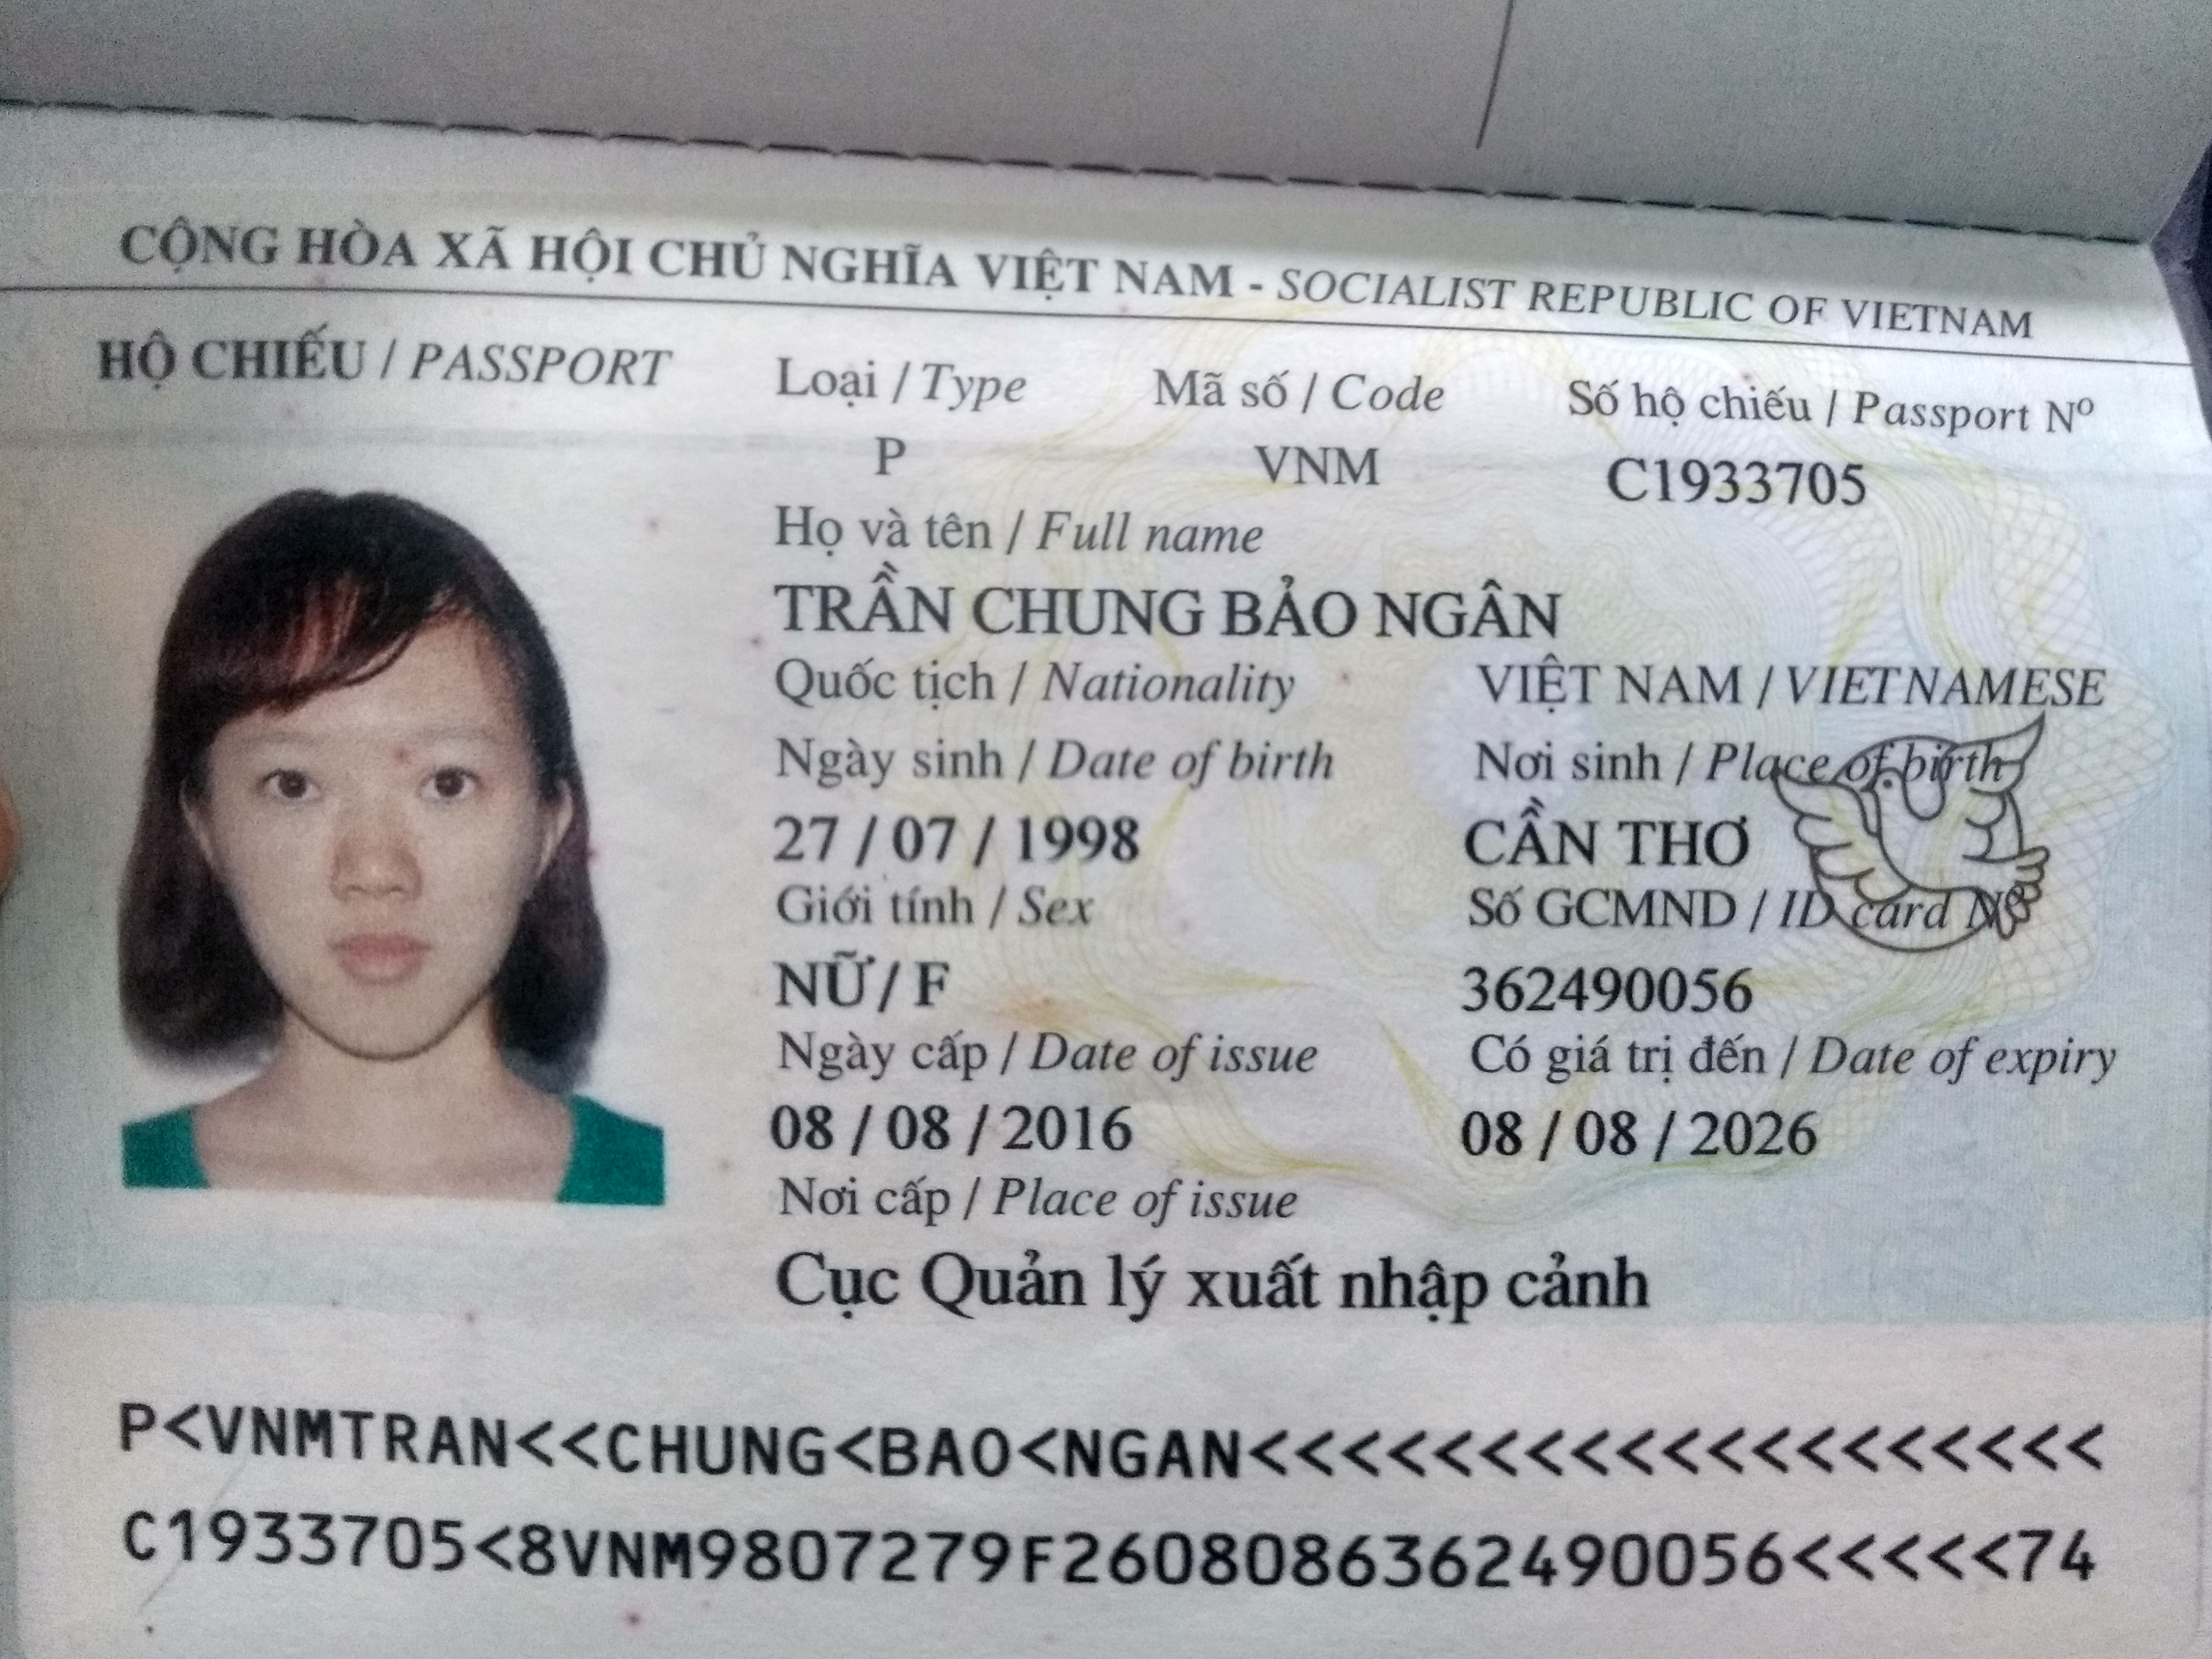 CỘNG HÒA XÃ HỘI CHỦ NGHĨA VIỆT NAM - SOCIALIST REPUBLIC OF VIETNAM
HỘ CHIẾU / PASSPORT
Loại / Type Mã số / Code Số hộ chiếu / Passport Nº
P VNM C1933705
Họ và tên / Full name
TRẦN CHUNG BẢO NGÂN
Quốc tịch / Nationality VIỆT NAM / VIETNAMESE
Ngày sinh / Date of birth Nơi sinh / Place of birth
27 / 07 / 1998 CẦN THƠ
Giới tính / Sex Số GCMND / ID card Nº
NỮ / F 362490056
Ngày cấp / Date of issue Có giá trị đến / Date of expiry
08 / 08 / 2016 08 / 08 / 2026
Nơi cấp / Place of issue
Cục Quản lý xuất nhập cảnh
P<VNMTRAN<<CHUNG<BAO<NGAN<<<<<<<<<<<<<<<<<<<
C1933705<8VNM9807279F2608086362490056<<<<<74